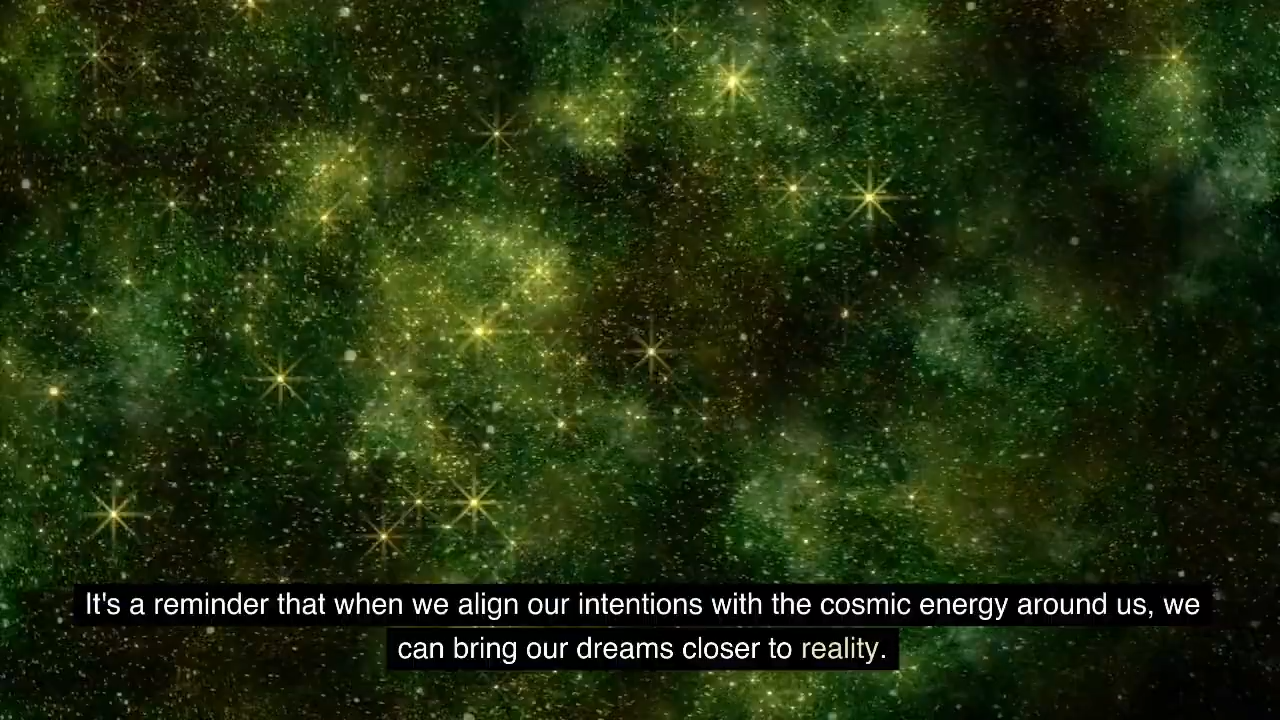 It's a reminder that when we align our intentions with the cosmic energy around us, we
can bring our dreams closer to reality.